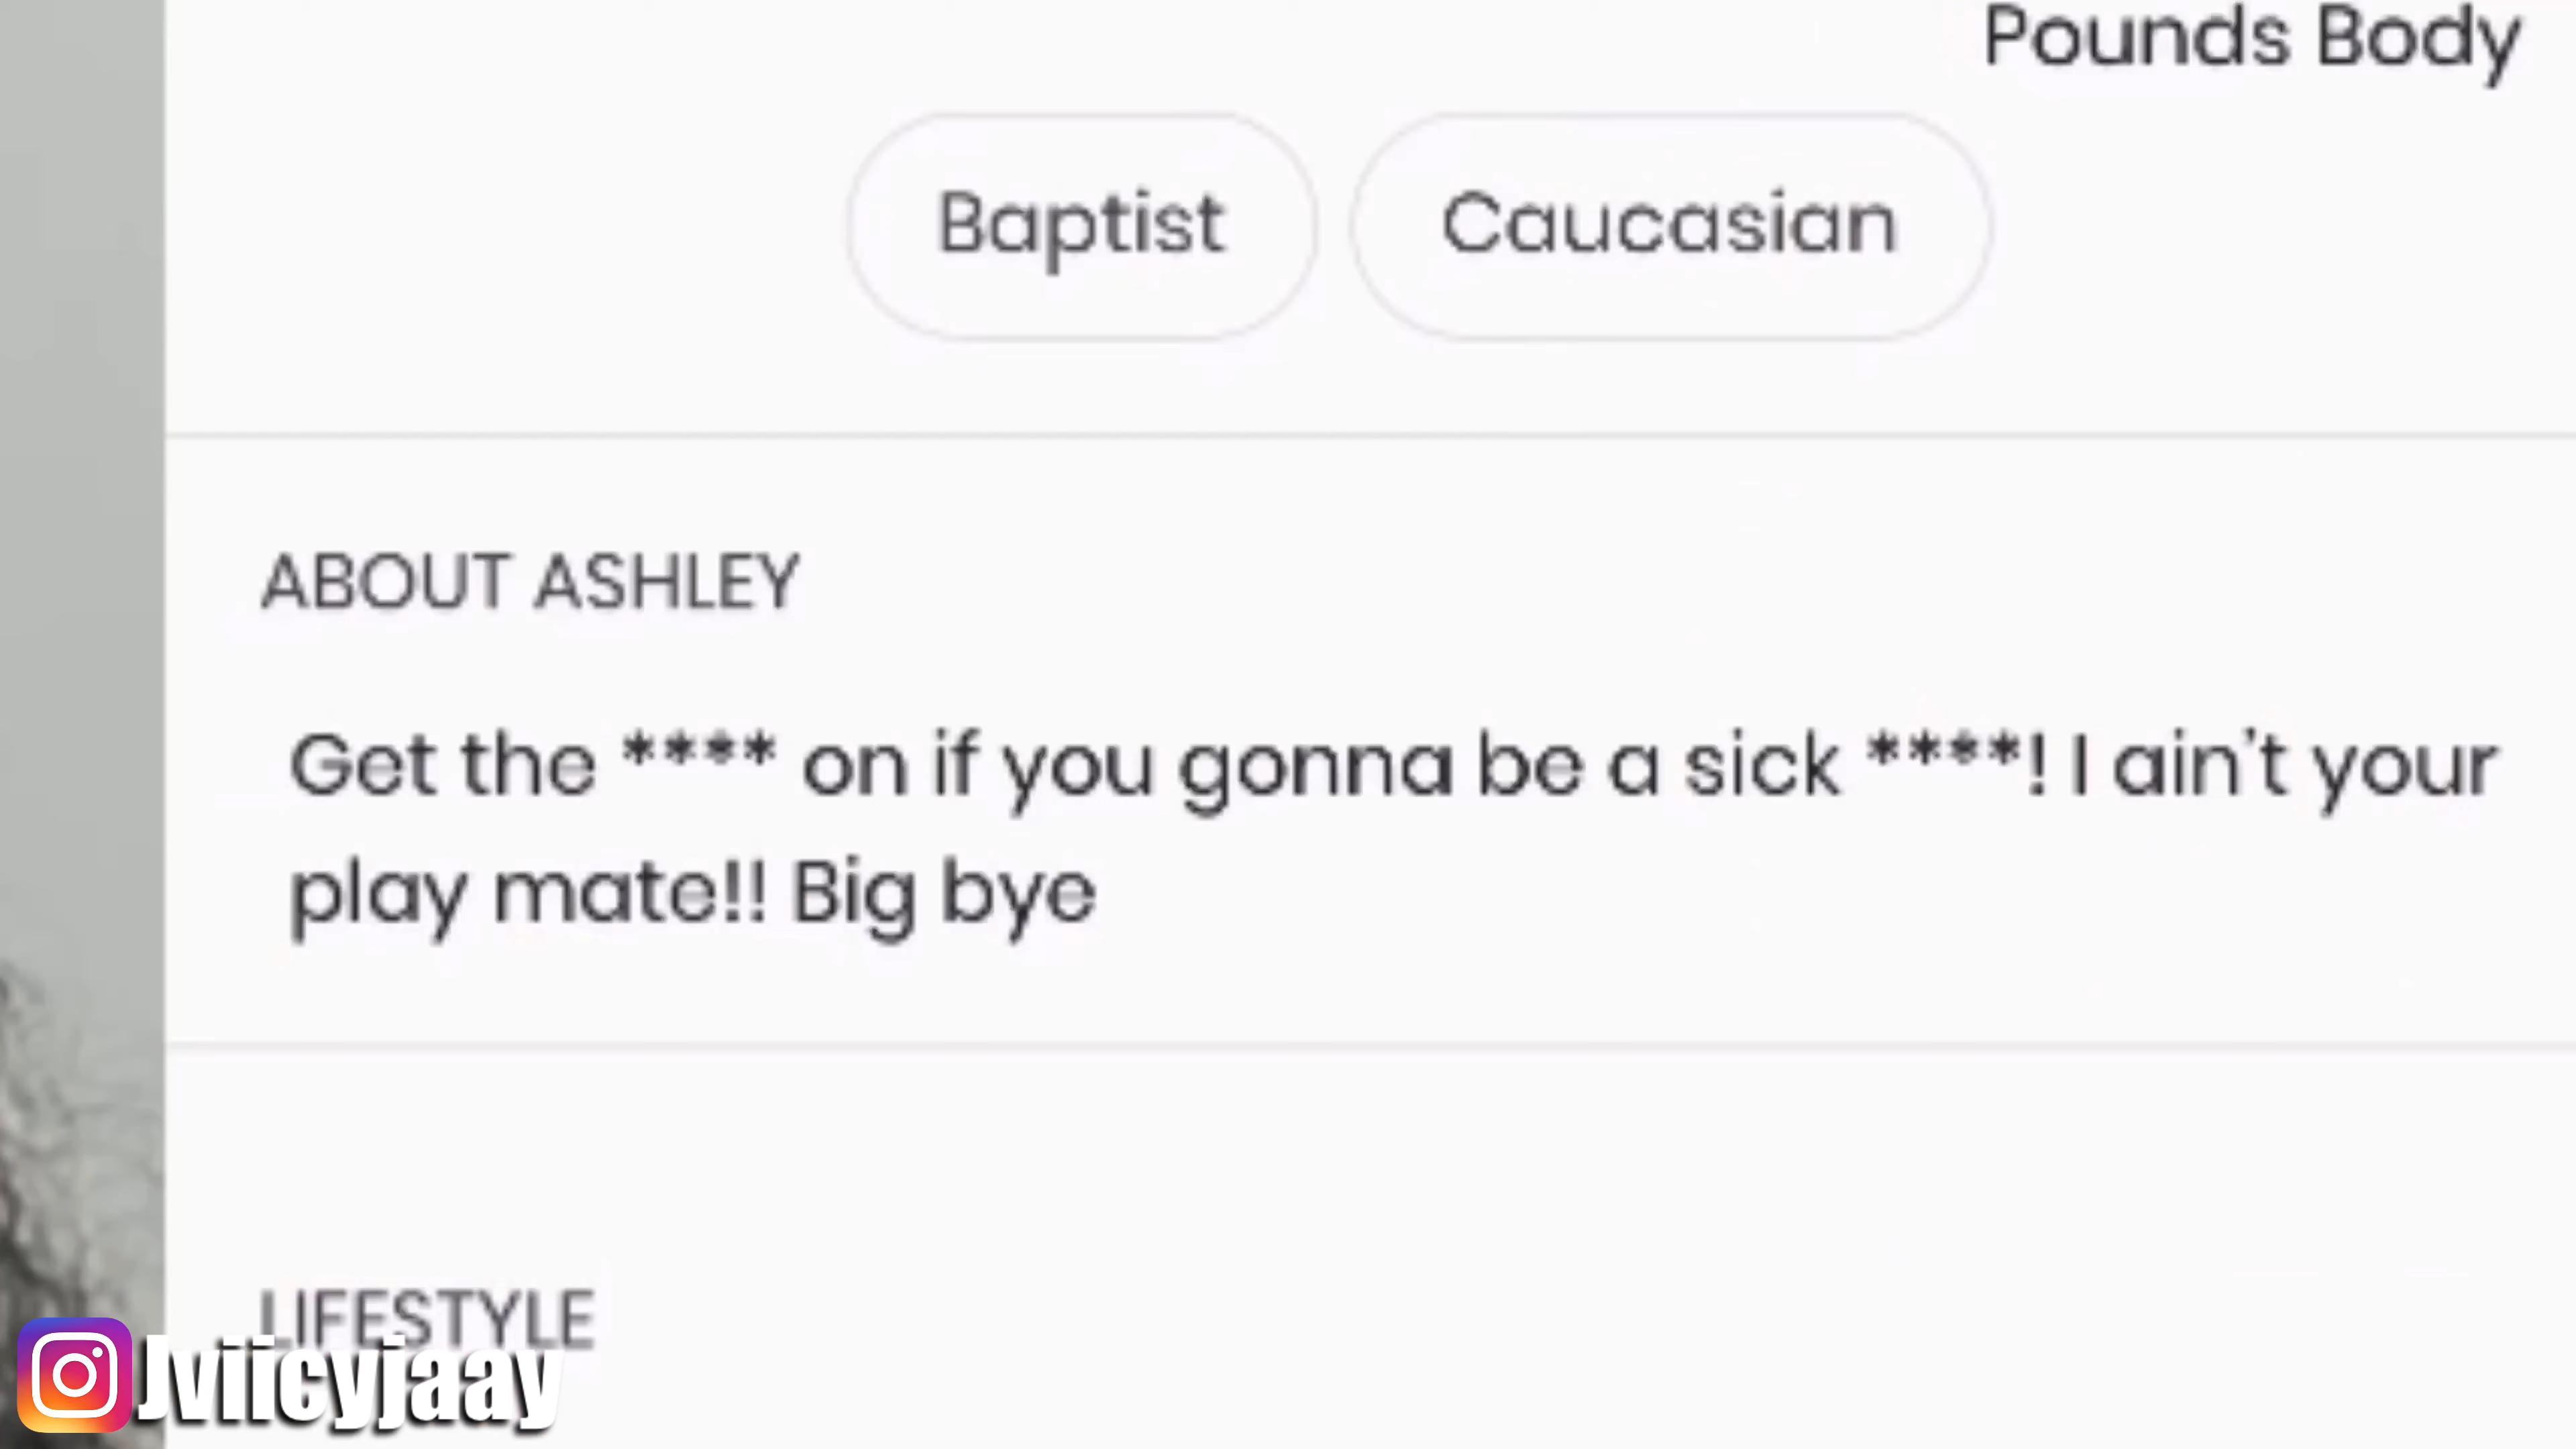 Pounds Body
Baptist
Caucasian
ABOUT ASHLEY
Get the **** on if you gonna be a sick ****! I ain't your
play mate!! Big bye
LIFESTYLE
Jviicyjaay